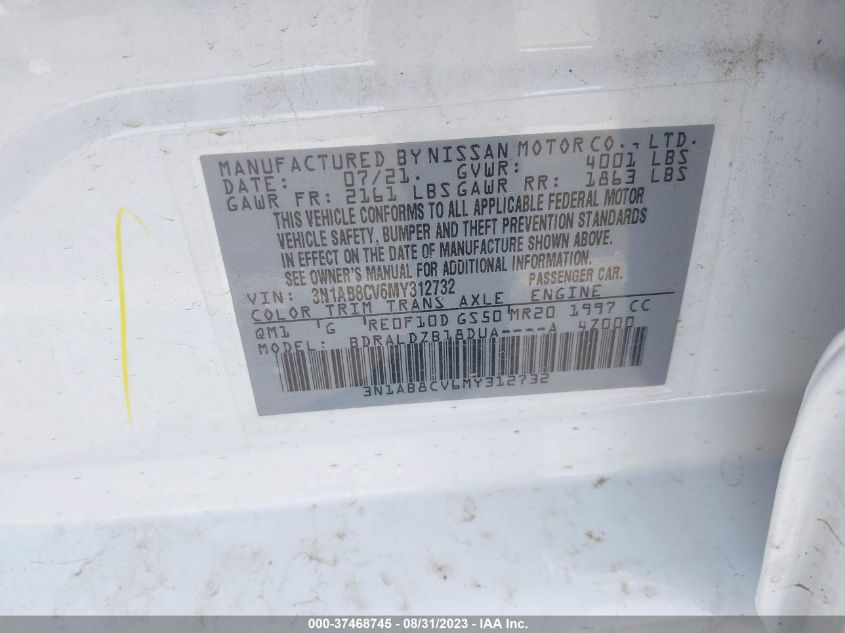 MANUFACTURED BY NISSAN MOTOR CO., LTD.
DATE: 07/21. GVWR: 4001 LBS
GAWR FR: 2161 LBS GAWR RR: 1863 LBS
THIS VEHICLE CONFORMS TO ALL APPLICABLE FEDERAL MOTOR
VEHICLE SAFETY, BUMPER AND THEFT PREVENTION STANDARDS
IN EFFECT ON THE DATE OF MANUFACTURE SHOWN ABOVE.
SEE OWNER'S MANUAL FOR ADDITIONAL INFORMATION.
VIN: 3N1AB8CV6MY312732 PASSENGER CAR.
COLOR TRIM TRANS AXLE ENGINE
QM1 G RE0F10D GS50 MR20 1997 CC
MODEL: BDRALDZB18DUA----A 47000
3N1AB8CV6MY312732
000-37468745 - 08/31/2023 - IAA Inc.